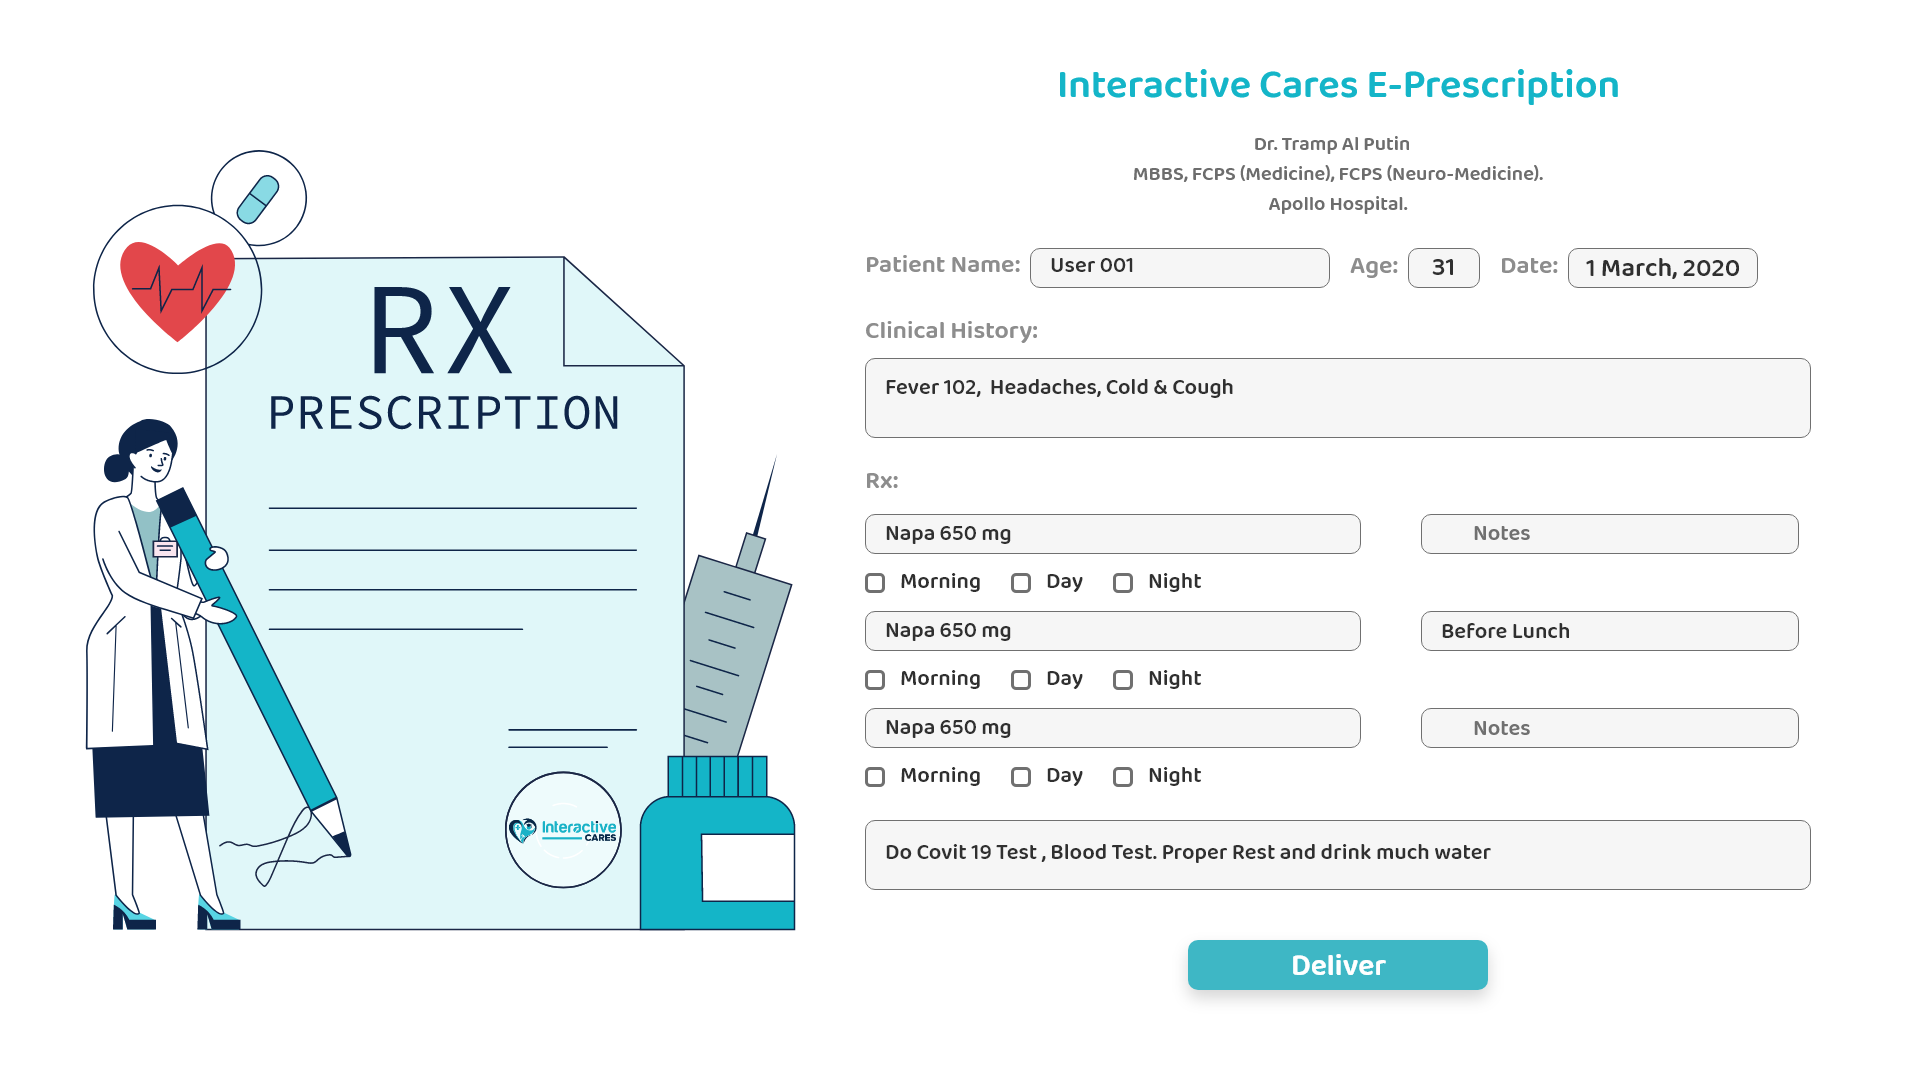 RX
PRESCRIPTION
Interactive
CARES
Interactive Cares E-Prescription
Dr. Tramp Al Putin
MBBS, FCPS (Medicine), FCPS (Neuro-Medicine).
Apollo Hospital.
Patient Name: User 001 Age: 31 Date: 1 March, 2020
Clinical History:
Fever 102, Headaches, Cold & Cough
Rx:
Napa 650 mg Notes
Morning Day Night
Napa 650 mg Before Lunch
Morning Day Night
Napa 650 mg Notes
Morning Day Night
Do Covit 19 Test , Blood Test. Proper Rest and drink much water
Deliver